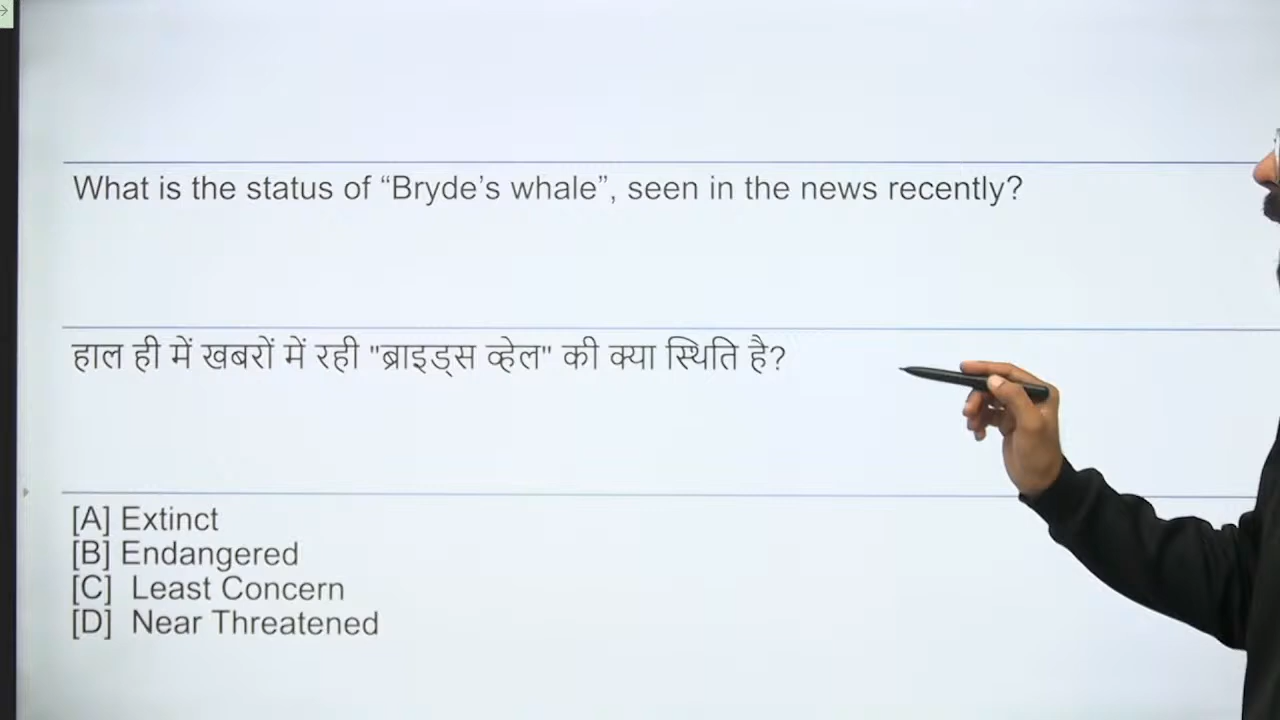 What is the status of “Bryde’s whale”, seen in the news recently?
हाल ही में खबरों में रही "ब्राइड्स व्हेल" की क्या स्थिति है?
[A] Extinct
[B] Endangered
[C] Least Concern
[D] Near Threatened